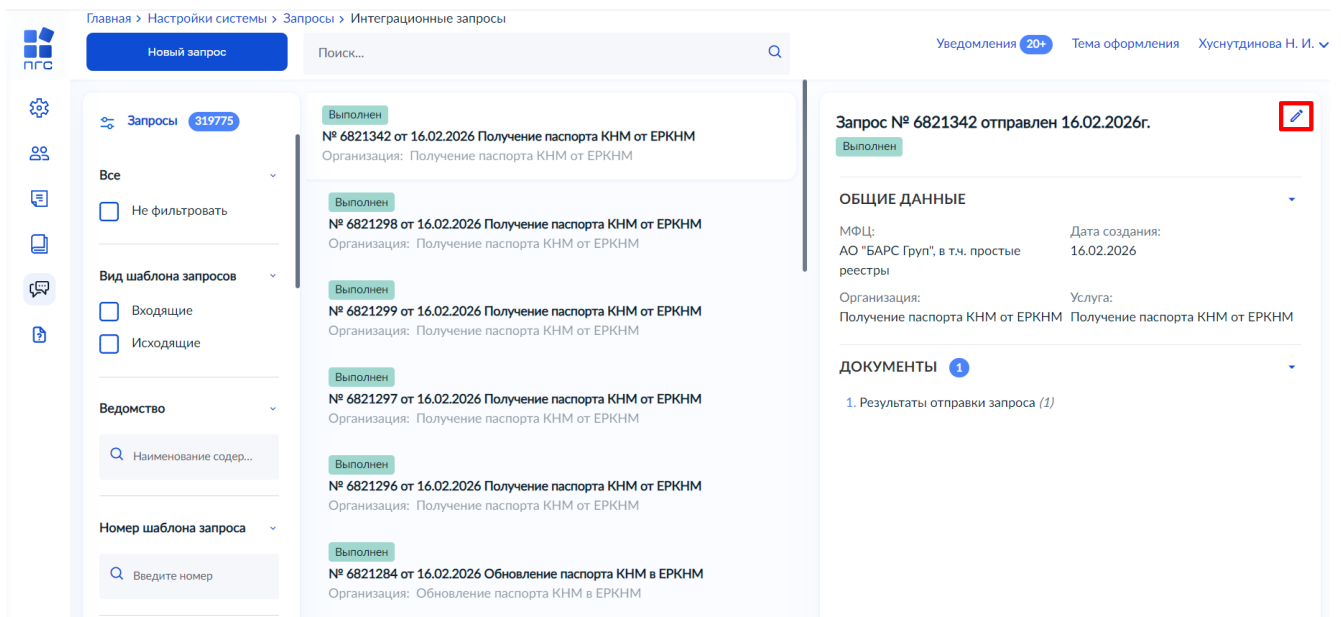 Главная > Настройки системы > Запросы > Интеграционные запросы
пгс
Новый запрос
Поиск...
Уведомления 20+ Тема оформления Хуснутдинова Н. И.
Запросы 319775
Все
Не фильтровать
Вид шаблона запросов
Входящие
Исходящие
Ведомство
Наименование содер...
Номер шаблона запроса
Введите номер
Выполнен
№ 6821342 от 16.02.2026 Получение паспорта КНМ от ЕРКНМ
Организация: Получение паспорта КНМ от ЕРКНМ
Выполнен
№ 6821298 от 16.02.2026 Получение паспорта КНМ от ЕРКНМ
Организация: Получение паспорта КНМ от ЕРКНМ
Выполнен
№ 6821299 от 16.02.2026 Получение паспорта КНМ от ЕРКНМ
Организация: Получение паспорта КНМ от ЕРКНМ
Выполнен
№ 6821297 от 16.02.2026 Получение паспорта КНМ от ЕРКНМ
Организация: Получение паспорта КНМ от ЕРКНМ
Выполнен
№ 6821296 от 16.02.2026 Получение паспорта КНМ от ЕРКНМ
Организация: Получение паспорта КНМ от ЕРКНМ
Выполнен
№ 6821284 от 16.02.2026 Обновление паспорта КНМ в ЕРКНМ
Организация: Обновление паспорта КНМ в ЕРКНМ
Запрос № 6821342 отправлен 16.02.2026г.
Выполнен
ОБЩИЕ ДАННЫЕ
МФЦ:
АО "БАРС Груп", в т.ч. простые
реестры
Дата создания:
16.02.2026
Организация:
Получение паспорта КНМ от ЕРКНМ
Услуга:
Получение паспорта КНМ от ЕРКНМ
ДОКУМЕНТЫ 1
1. Результаты отправки запроса (1)